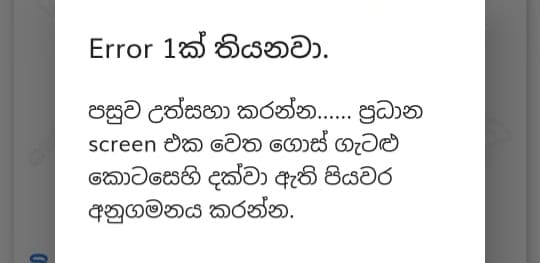 Error 1ක් තියනවා.
පසුව උත්සහා කරන්න...... ප්‍රධාන
screen එක වෙත ගොස් ගැටළු
කොටසෙහි දක්වා ඇති පියවර
අනුගමනය කරන්න.